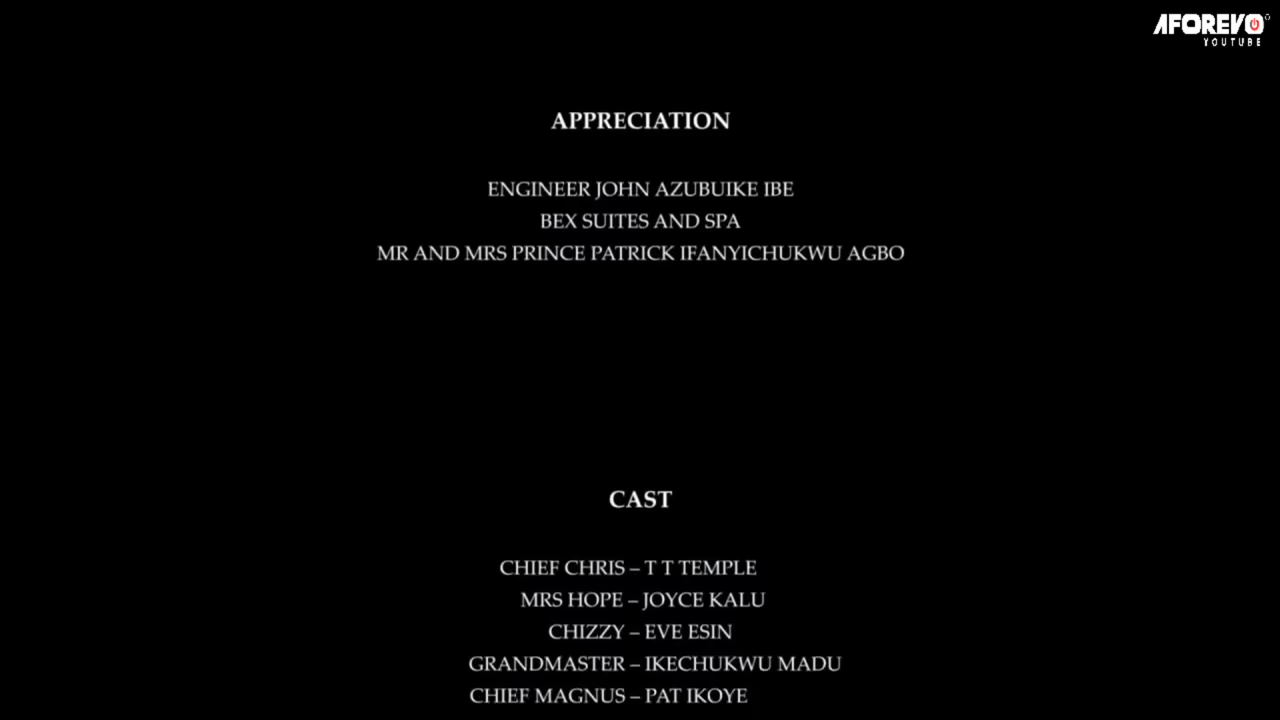 AFOREVO
YOUTUBE
APPRECIATION
ENGINEER JOHN AZUBUIKE IBE
BEX SUITES AND SPA
MR AND MRS PRINCE PATRICK IFANYICHUKWU AGBO
CAST
CHIEF CHRIS – T T TEMPLE
MRS HOPE – JOYCE KALU
CHIZZY – EVE ESIN
GRANDMASTER – IKECHUKWU MADU
CHIEF MAGNUS – PAT IKOYE